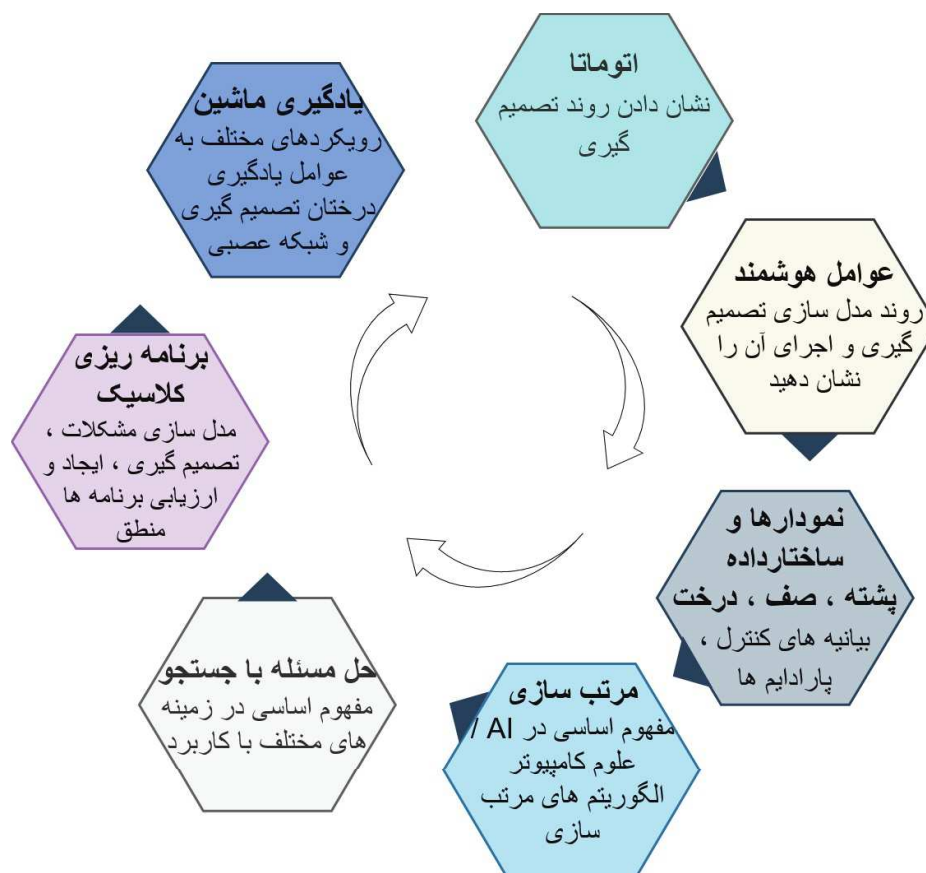 اتوماتا
نشان دادن روند تصمیم
گیری
عوامل هوشمند
روند مدل سازی تصمیم
گیری و اجرای آن را
نشان دهید
نمودارها و
ساختارداده
پشته ، صف ، درخت
بیانیه های کنترل ،
پارادایم ها
مرتب سازی
مفهوم اساسی در AI /
علوم کامپیوتر
الگوریتم های مرتب
سازی
حل مسئله با جستجو
مفهوم اساسی در زمینه
های مختلف با کاربرد
برنامه ریزی
کلاسیک
مدل سازی مشکلات ،
تصمیم گیری ، ایجاد و
ارزیابی برنامه ها
منطق
یادگیری ماشین
رویکردهای مختلف به
عوامل یادگیری
درختان تصمیم گیری
و شبکه عصبی